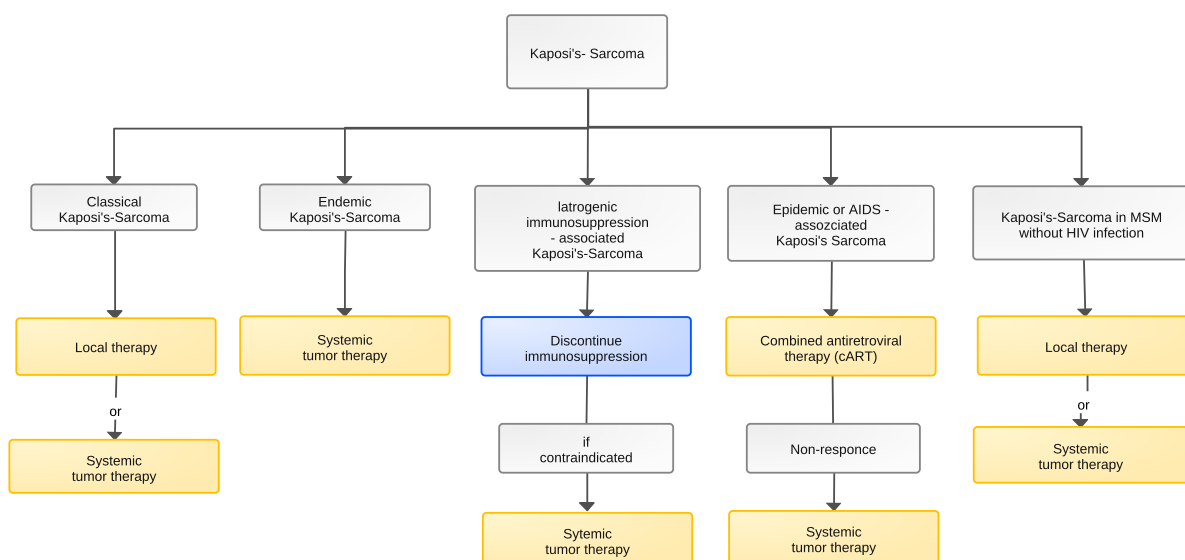 Kaposi's- Sarcoma
Classical
Kaposi's-Sarcoma
Endemic
Kaposi's-Sarcoma
Iatrogenic
immunosuppression
- associated
Kaposi's-Sarcoma
Epidemic or AIDS -
assozciated
Kaposi's Sarcoma
Kaposi's-Sarcoma in MSM
without HIV infection
Local therapy
Systemic
tumor therapy
Discontinue
immunosuppression
Combined antiretroviral
therapy (cART)
Local therapy
or
or
if
contraindicated
Non-responce
Systemic
tumor therapy
Systemic
tumor therapy
Sytemic
tumor therapy
Systemic
tumor therapy